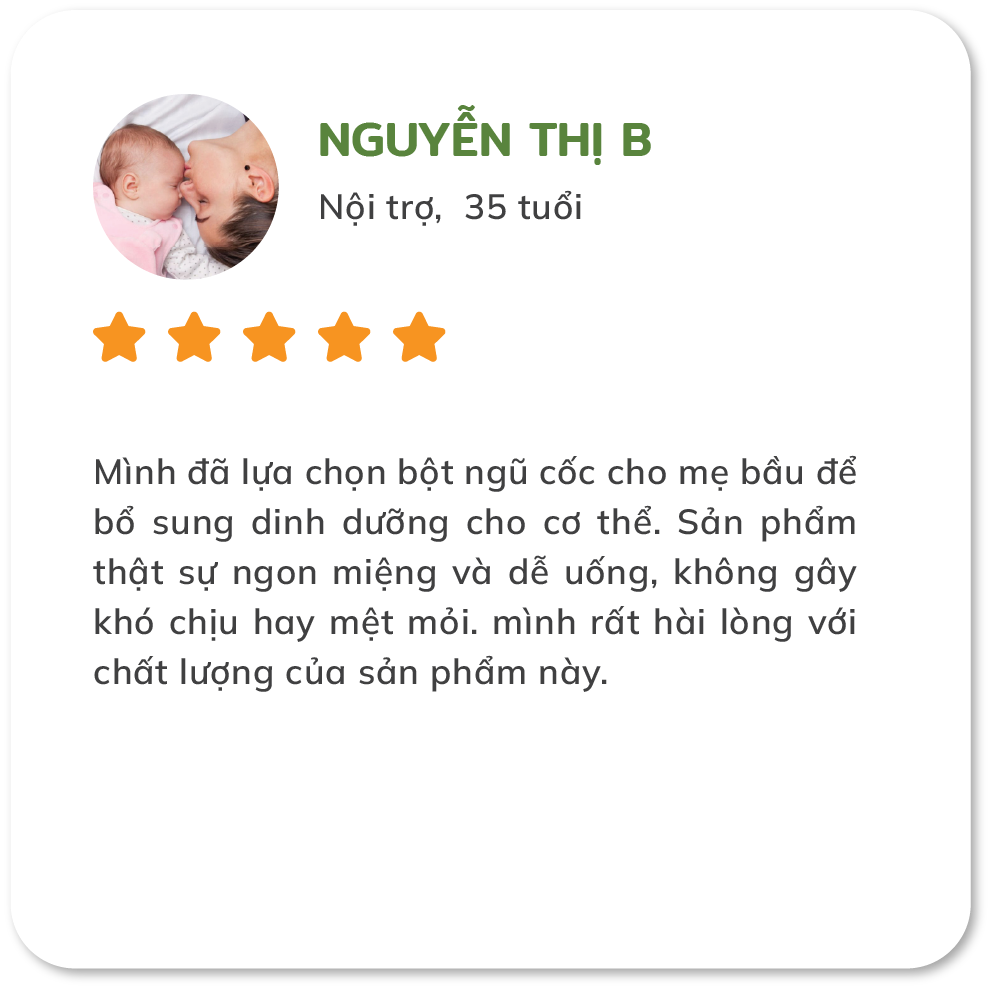 NGUYỄN THỊ B
Nội trợ, 35 tuổi
Mình đã lựa chọn bột ngũ cốc cho mẹ bầu để
bổ sung dinh dưỡng cho cơ thể. Sản phẩm
thật sự ngon miệng và dễ uống, không gây
khó chịu hay mệt mỏi. mình rất hài lòng với
chất lượng của sản phẩm này.